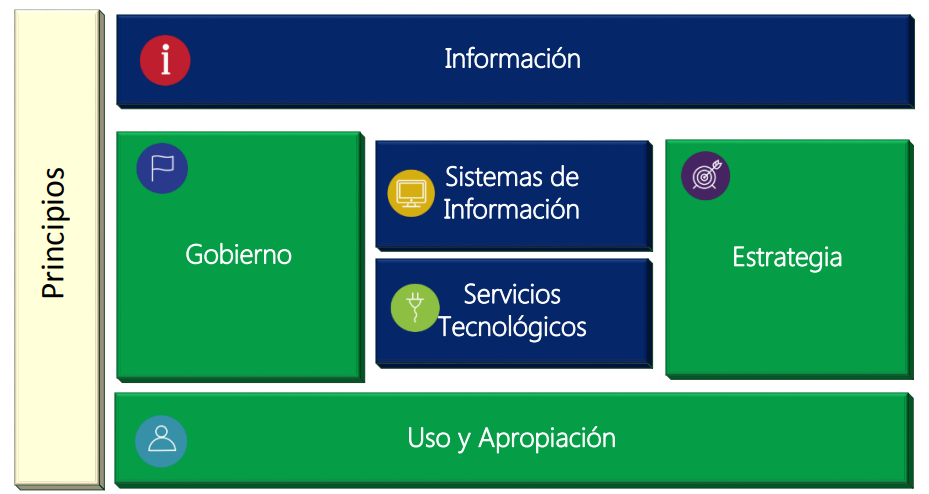 Principios
i
Información
Gobierno
Sistemas de
Información
Servicios
Tecnológicos
Estrategia
Uso y Apropiación